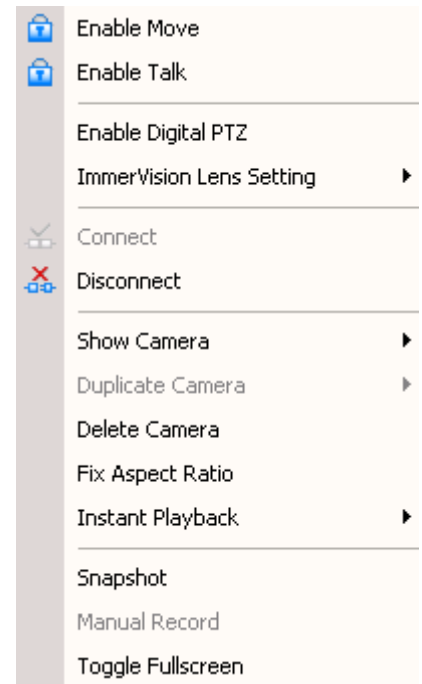 Enable Move
Enable Talk
Enable Digital PTZ
ImmerVision Lens Setting
Connect
Disconnect
Show Camera
Duplicate Camera
Delete Camera
Fix Aspect Ratio
Instant Playback
Snapshot
Manual Record
Toggle Fullscreen